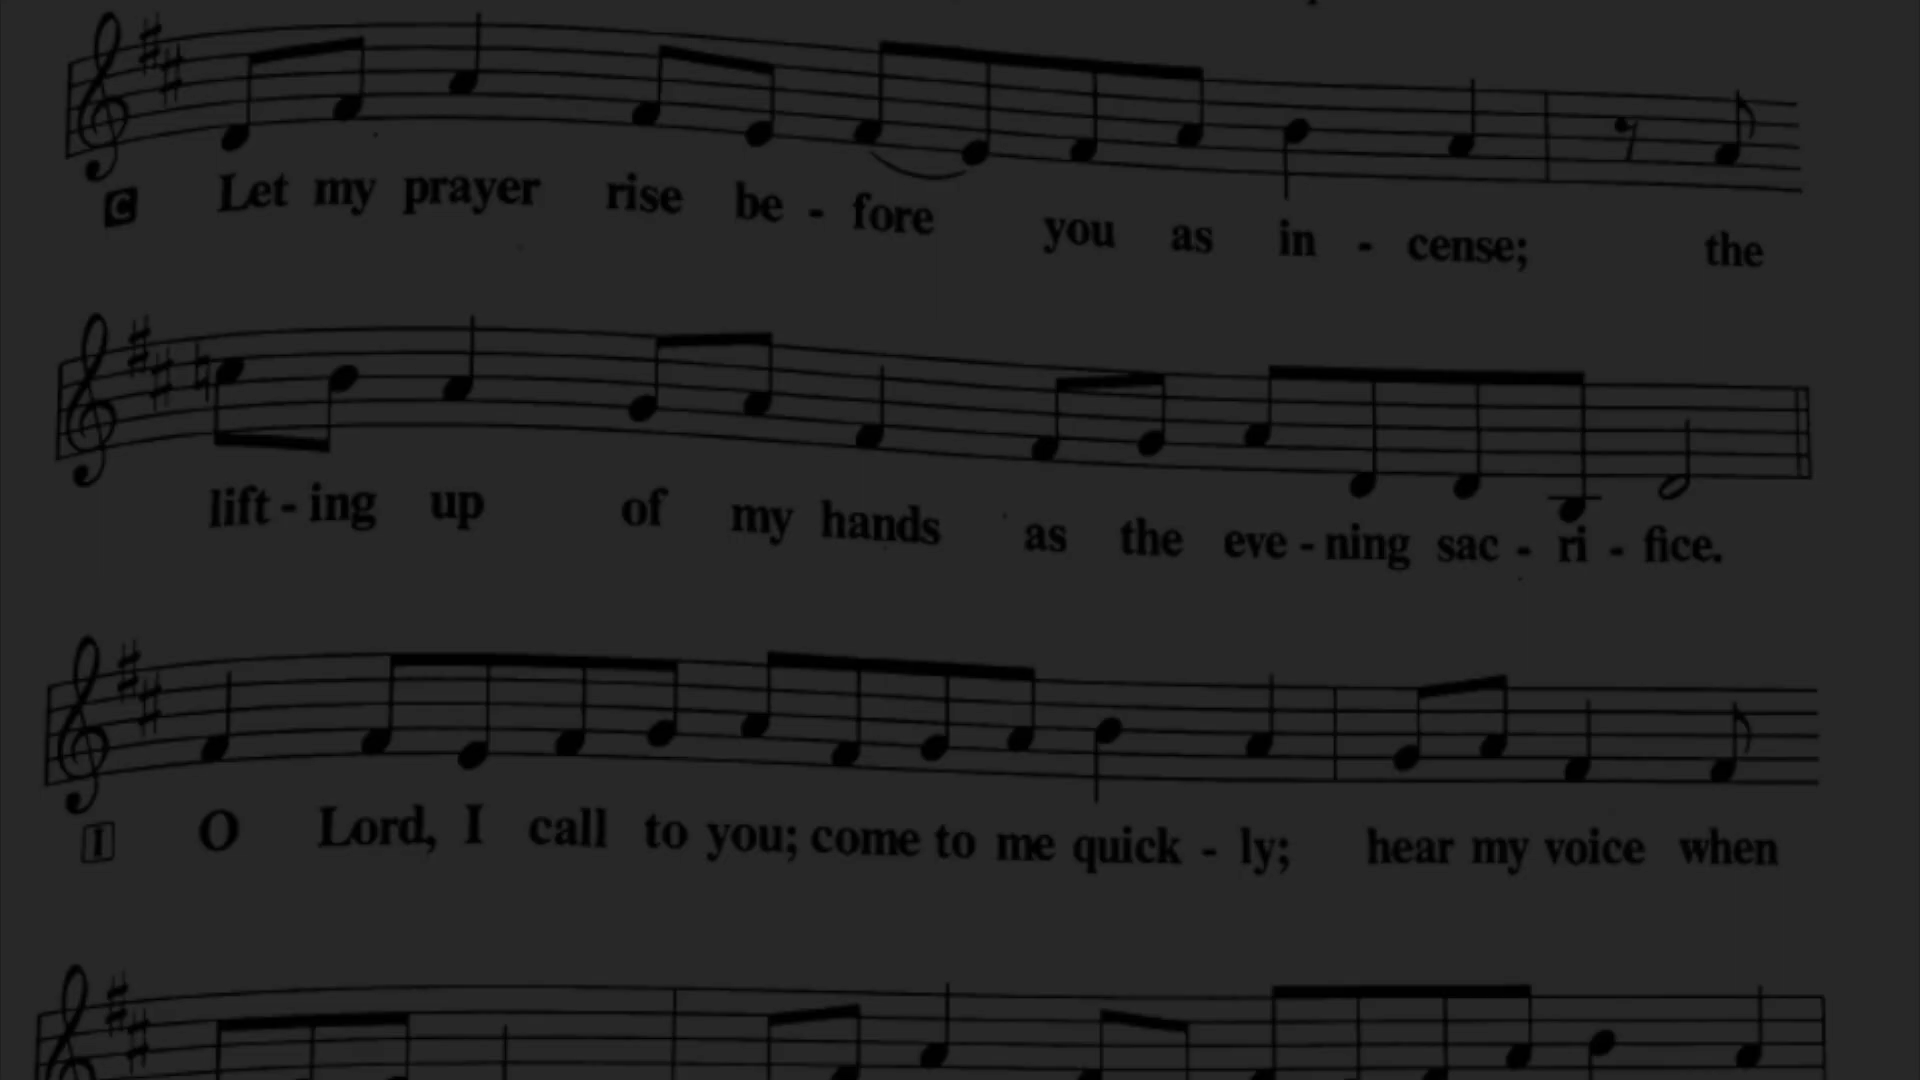 C Let my prayer rise be - fore you as in - cense; the
lift - ing up of my hands as the eve - ning sac - ri - fice.
I O Lord, I call to you; come to me quick - ly; hear my voice when